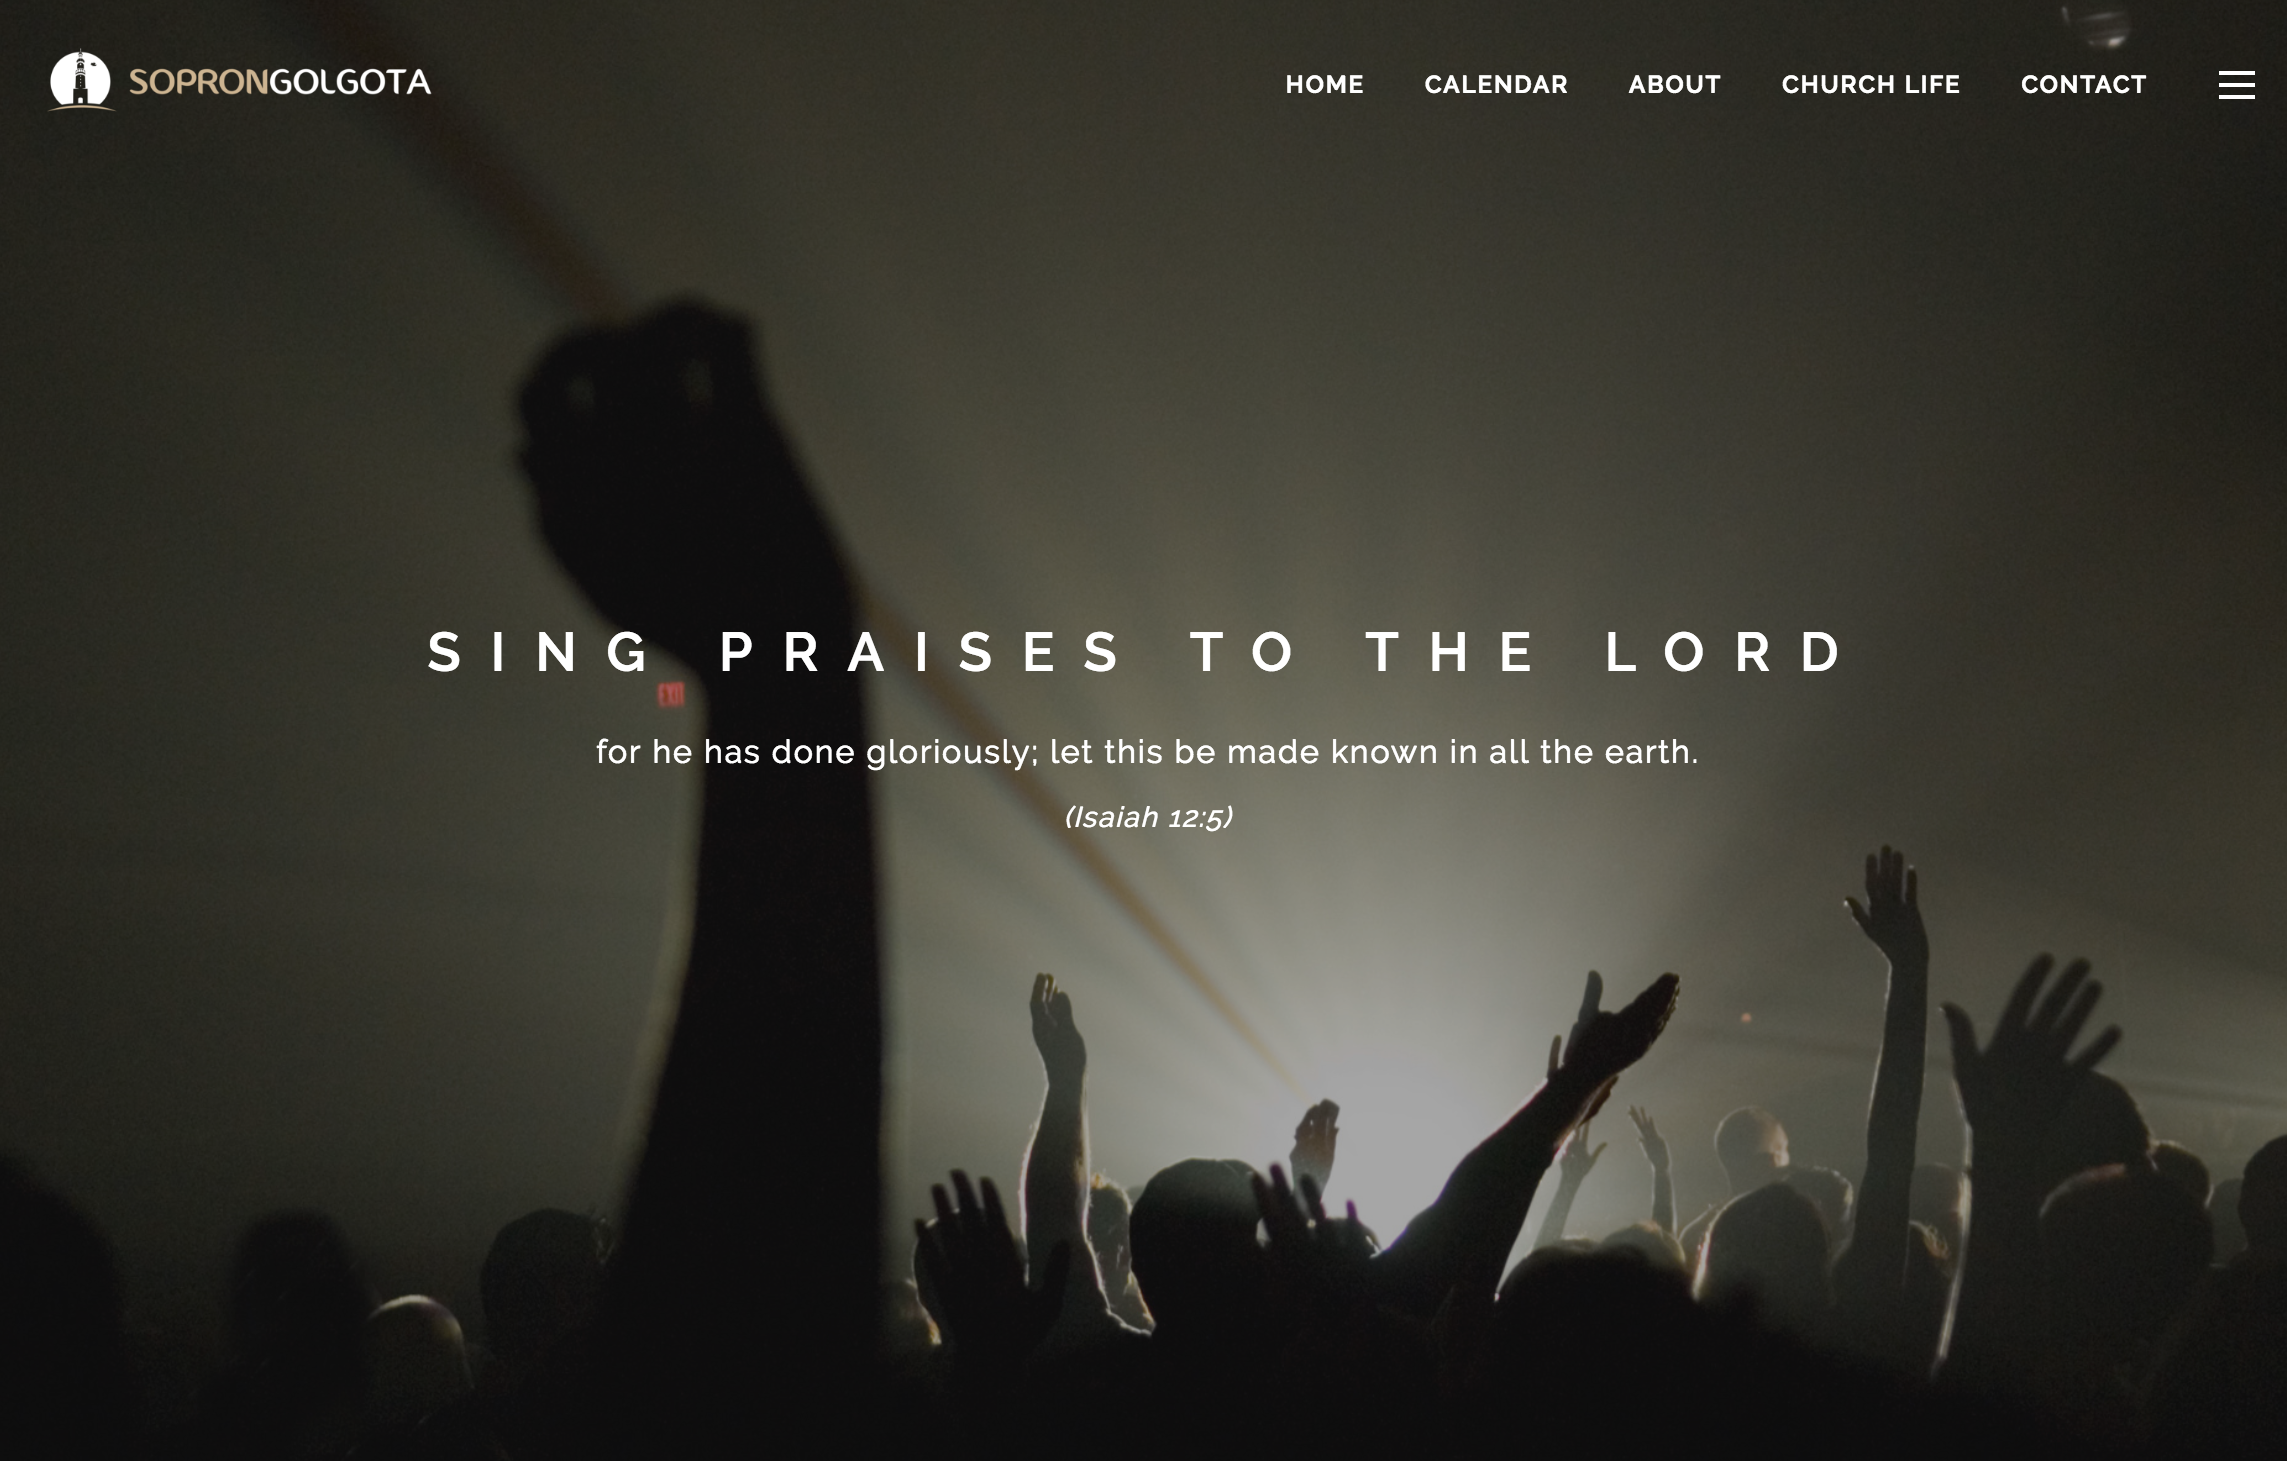 SOPRONGOLGOTA
HOME CALENDAR ABOUT CHURCH LIFE CONTACT
SING PRAISES TO THE LORD
EXIT
for he has done gloriously; let this be made known in all the earth.
(Isaiah 12:5)